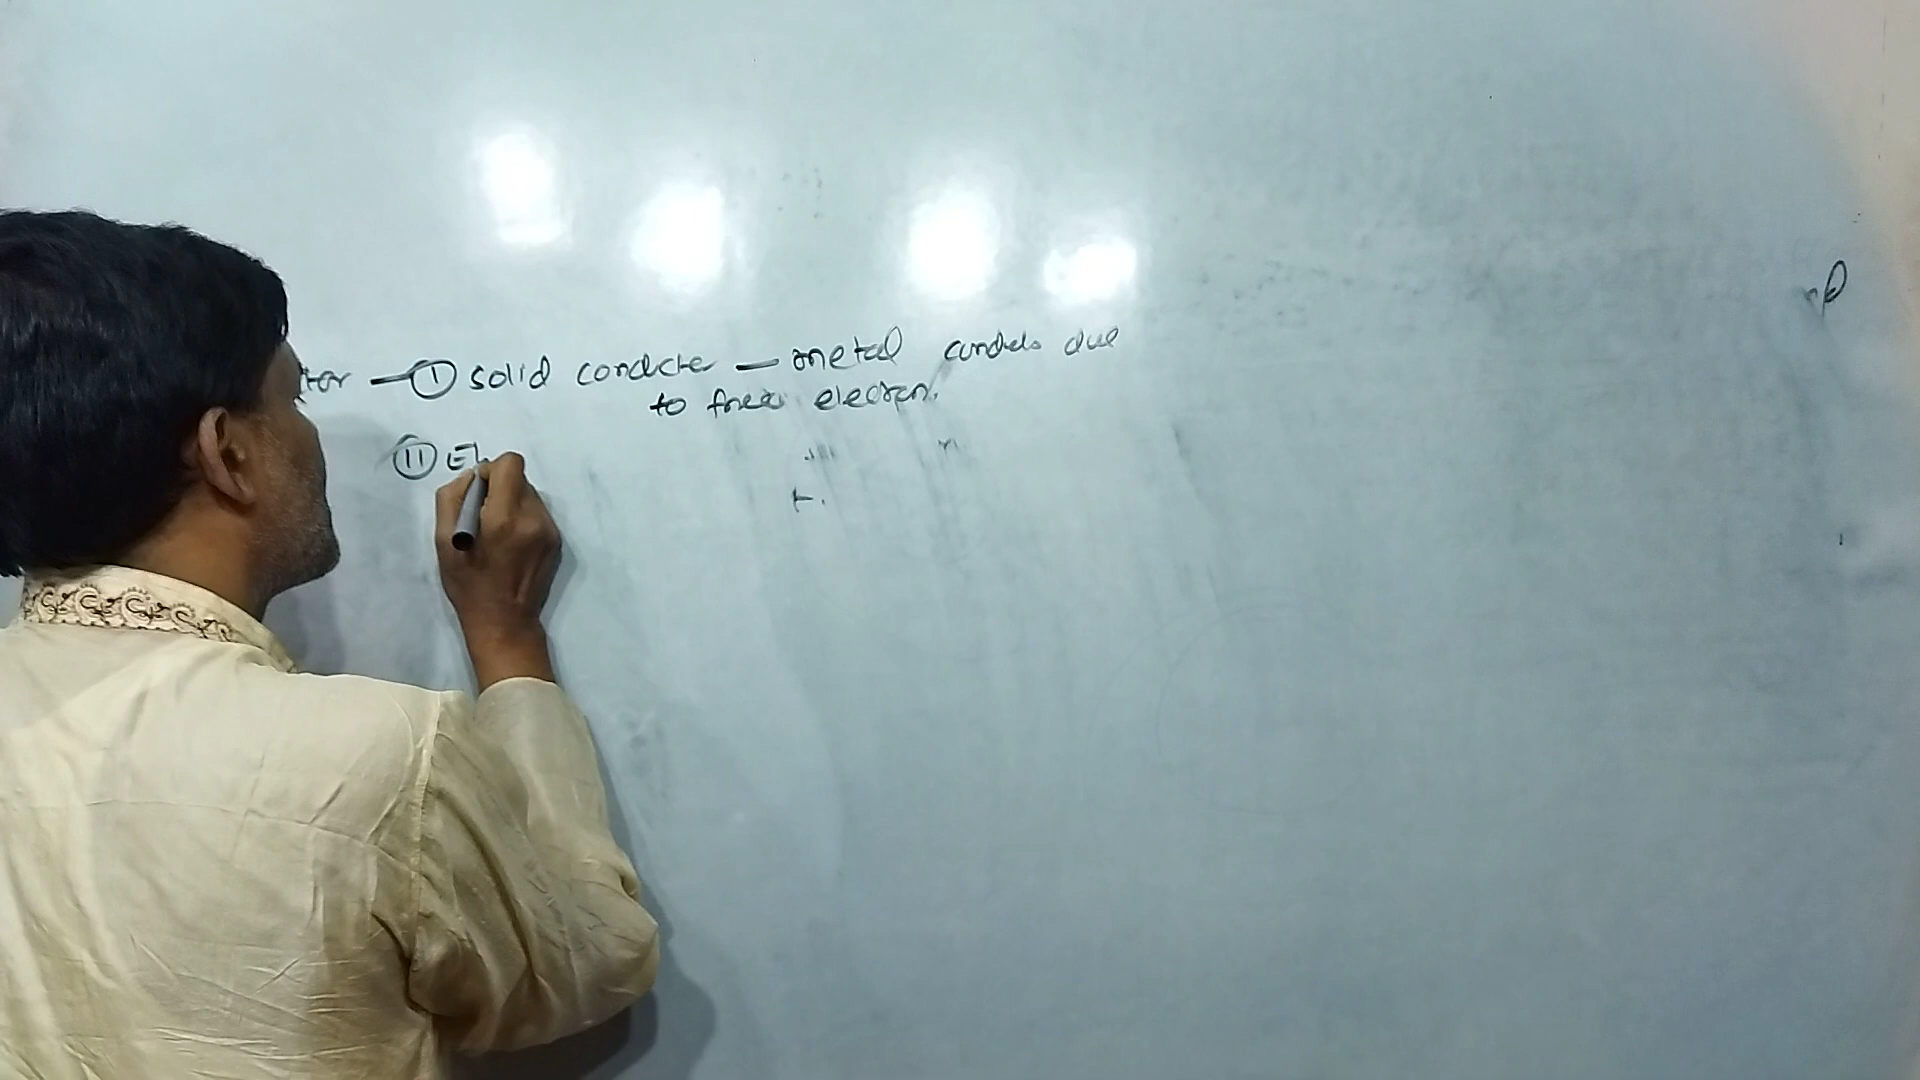 tor — ① solid conducte — metal conducts due
to free electron.
⑪ El